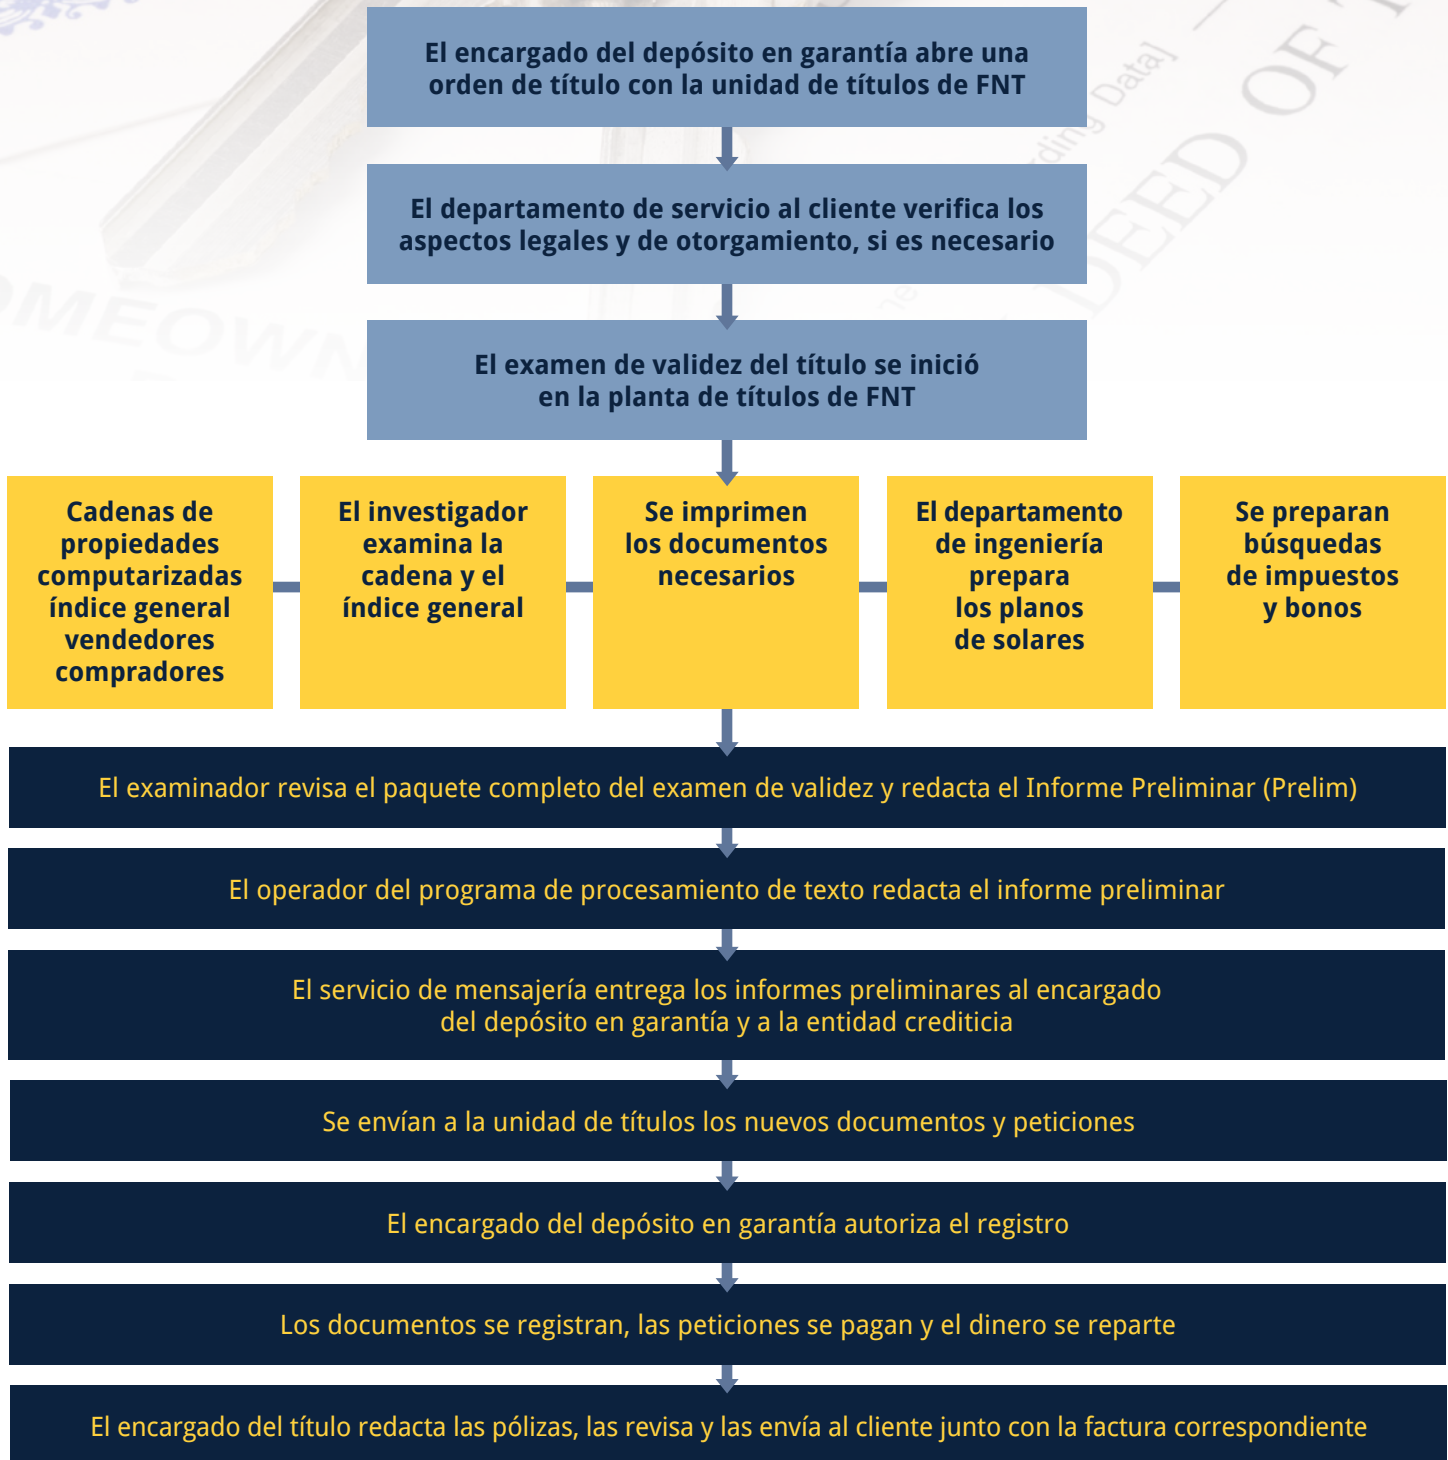 El encargado del depósito en garantía abre una
orden de título con la unidad de títulos de FNT
El departamento de servicio al cliente verifica los
aspectos legales y de otorgamiento, si es necesario
El examen de validez del título se inició
en la planta de títulos de FNT
Cadenas de
propiedades
computarizadas
índice general
vendedores
compradores
El investigador
examina la
cadena y el
índice general
Se imprimen
los documentos
necesarios
El departamento
de ingeniería
prepara
los planos
de solares
Se preparan
búsquedas
de impuestos
y bonos
El examinador revisa el paquete completo del examen de validez y redacta el Informe Preliminar (Prelim)
El operador del programa de procesamiento de texto redacta el informe preliminar
El servicio de mensajería entrega los informes preliminares al encargado
del depósito en garantía y a la entidad crediticia
Se envían a la unidad de títulos los nuevos documentos y peticiones
El encargado del depósito en garantía autoriza el registro
Los documentos se registran, las peticiones se pagan y el dinero se reparte
El encargado del título redacta las pólizas, las revisa y las envía al cliente junto con la factura correspondiente
DEED OF T
Data]